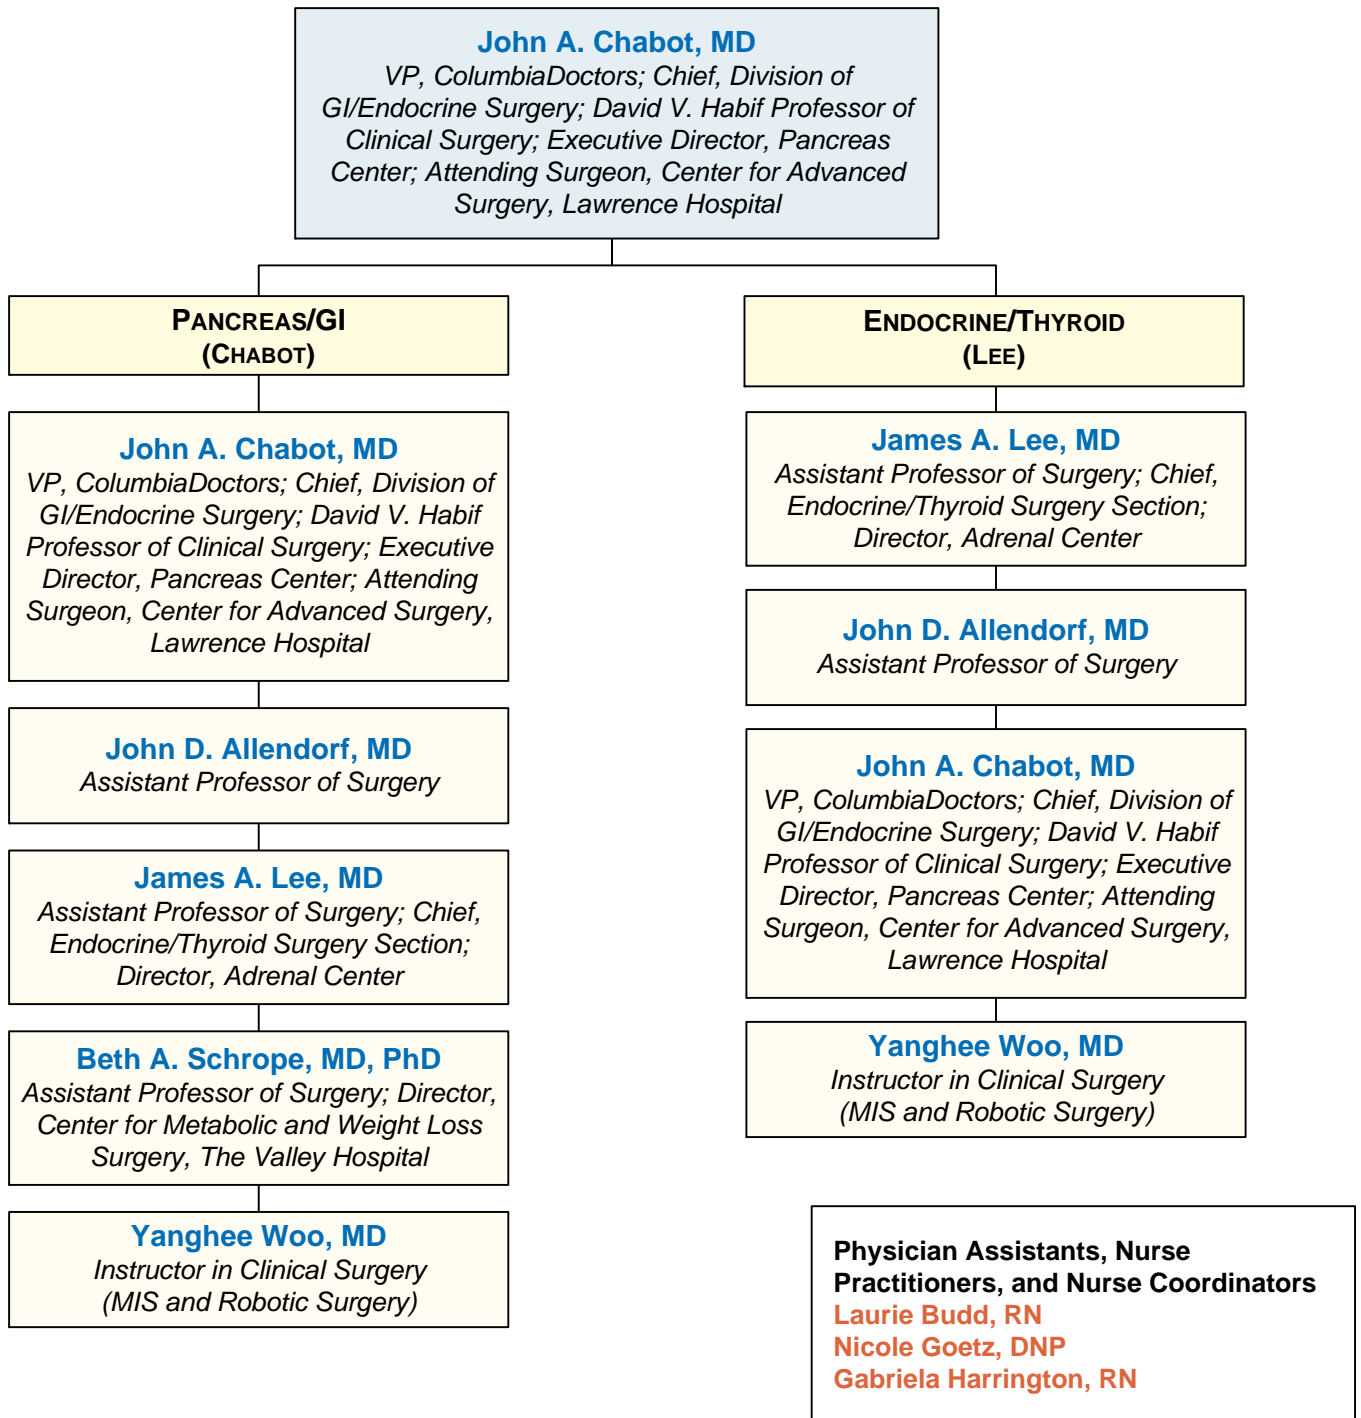 John A. Chabot, MD
VP, ColumbiaDoctors; Chief, Division of
GI/Endocrine Surgery; David V. Habif Professor of
Clinical Surgery; Executive Director, Pancreas
Center; Attending Surgeon, Center for Advanced
Surgery, Lawrence Hospital
PANCREAS/GI
(CHABOT)
John A. Chabot, MD
VP, ColumbiaDoctors; Chief, Division of
GI/Endocrine Surgery; David V. Habif
Professor of Clinical Surgery; Executive
Director, Pancreas Center; Attending
Surgeon, Center for Advanced Surgery,
Lawrence Hospital
John D. Allendorf, MD
Assistant Professor of Surgery
James A. Lee, MD
Assistant Professor of Surgery; Chief,
Endocrine/Thyroid Surgery Section;
Director, Adrenal Center
Beth A. Schrope, MD, PhD
Assistant Professor of Surgery; Director,
Center for Metabolic and Weight Loss
Surgery, The Valley Hospital
Yanghee Woo, MD
Instructor in Clinical Surgery
(MIS and Robotic Surgery)
ENDOCRINE/THYROID
(LEE)
James A. Lee, MD
Assistant Professor of Surgery; Chief,
Endocrine/Thyroid Surgery Section;
Director, Adrenal Center
John D. Allendorf, MD
Assistant Professor of Surgery
John A. Chabot, MD
VP, ColumbiaDoctors; Chief, Division of
GI/Endocrine Surgery; David V. Habif
Professor of Clinical Surgery; Executive
Director, Pancreas Center; Attending
Surgeon, Center for Advanced Surgery,
Lawrence Hospital
Yanghee Woo, MD
Instructor in Clinical Surgery
(MIS and Robotic Surgery)
Physician Assistants, Nurse
Practitioners, and Nurse Coordinators
Laurie Budd, RN
Nicole Goetz, DNP
Gabriela Harrington, RN